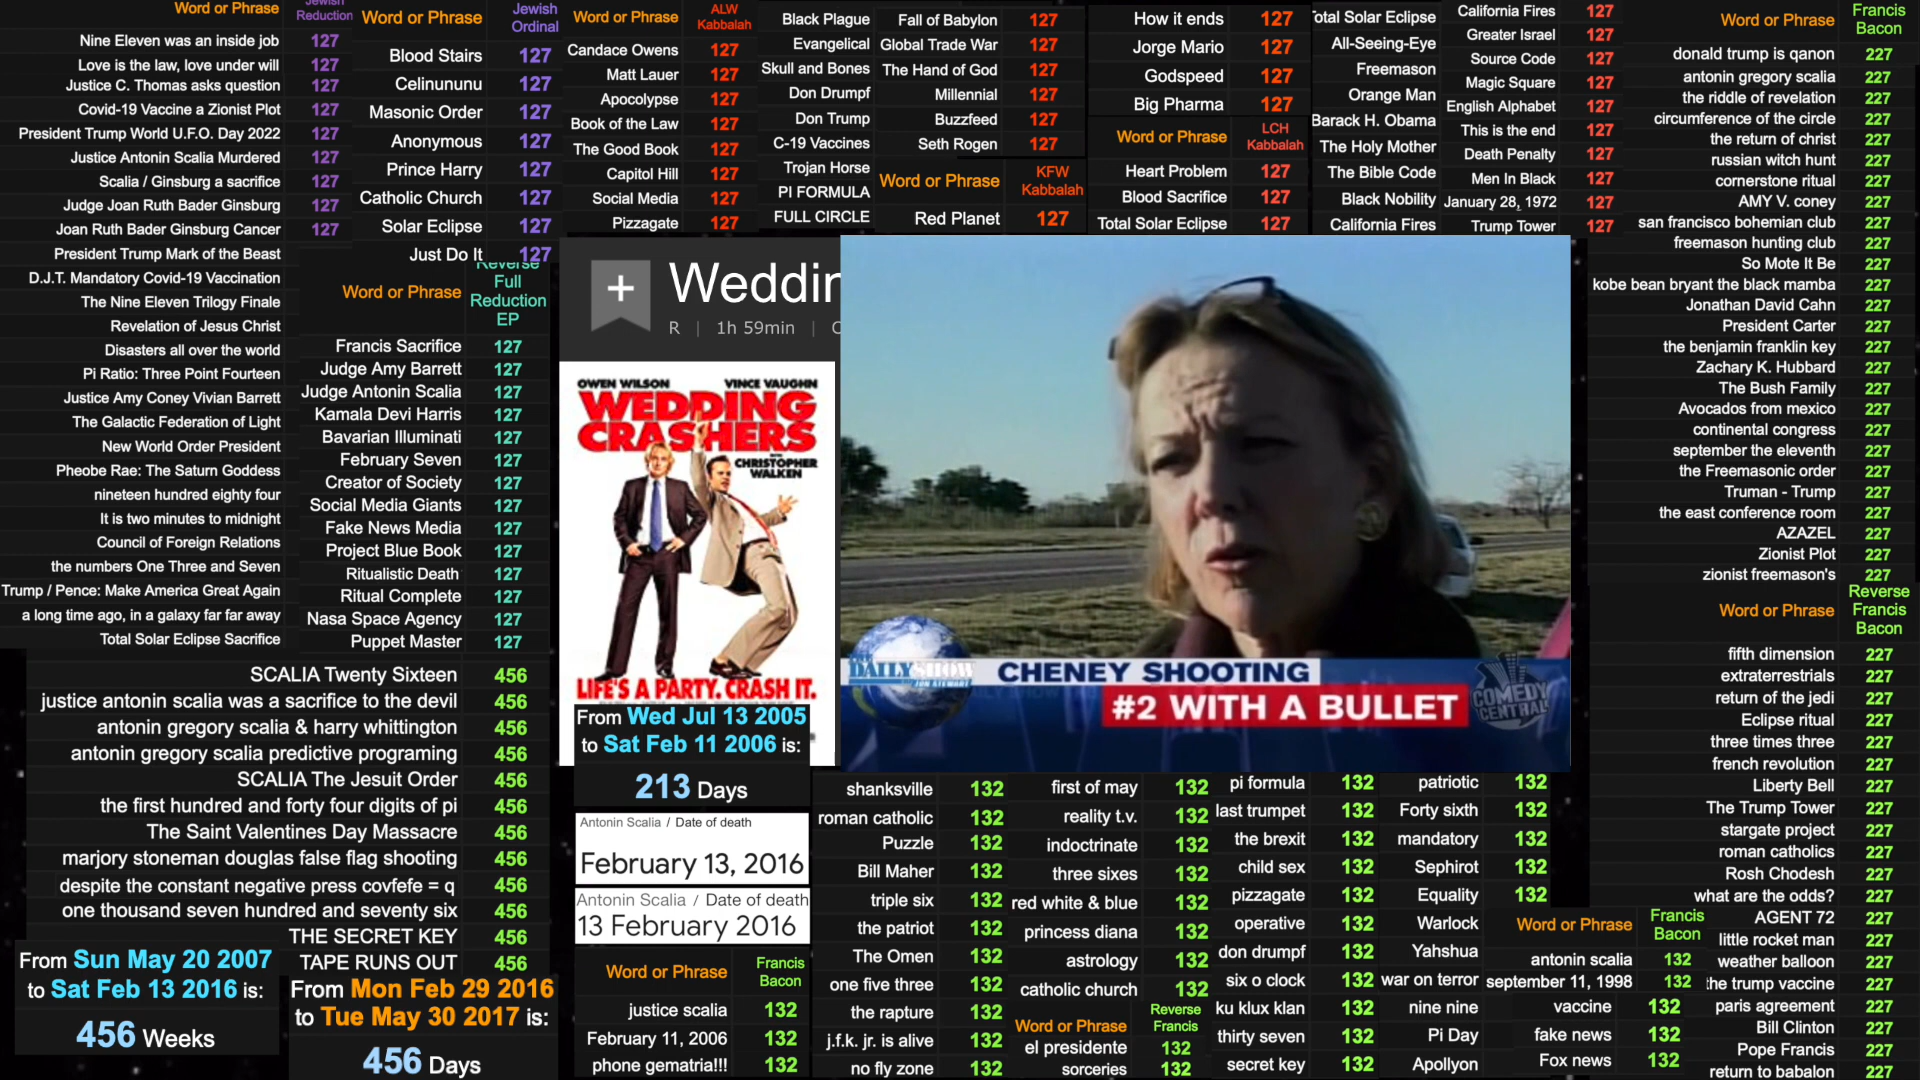 Word or Phrase
Jewish Reduction
Nine Eleven was an inside job 127
Love is the law, love under will 127
Justice C. Thomas asks question 127
Covid-19 Vaccine a Zionist Plot 127
President Trump World U.F.O. Day 2022 127
Justice Antonin Scalia Murdered 127
Scalia / Ginsburg a sacrifice 127
Judge Joan Ruth Bader Ginsburg 127
Joan Ruth Bader Ginsburg Cancer 127
President Trump Mark of the Beast
D.J.T. Mandatory Covid-19 Vaccination
The Nine Eleven Trilogy Finale
Revelation of Jesus Christ
Disasters all over the world
Pi Ratio: Three Point Fourteen
Justice Amy Coney Vivian Barrett
The Galactic Federation of Light
New World Order President
Pheobe Rae: The Saturn Goddess
nineteen hundred eighty four
It is two minutes to midnight
Council of Foreign Relations
the numbers One Three and Seven
Trump / Pence: Make America Great Again
a long time ago, in a galaxy far far away
Total Solar Eclipse Sacrifice
Word or Phrase
Jewish Ordinal
Blood Stairs 127
Celinununu 127
Masonic Order 127
Anonymous 127
Prince Harry 127
Catholic Church 127
Solar Eclipse 127
Just Do It 127
Word or Phrase
Reverse Full Reduction EP
Francis Sacrifice 127
Judge Amy Barrett 127
Judge Antonin Scalia 127
Kamala Devi Harris 127
Bavarian Illuminati 127
February Seven 127
Creator of Society 127
Social Media Giants 127
Fake News Media 127
Project Blue Book 127
Ritualistic Death 127
Ritual Complete 127
Nasa Space Agency 127
Puppet Master 127
Word or Phrase
ALW Kabbalah
Candace Owens 127
Matt Lauer 127
Apocolypse 127
Book of the Law 127
The Good Book 127
Capitol Hill 127
Social Media 127
Pizzagate 127
Black Plague
Evangelical
Skull and Bones
Don Drumpf
Don Trump
C-19 Vaccines
Trojan Horse
PI FORMULA
FULL CIRCLE
Fall of Babylon 127
Global Trade War 127
The Hand of God 127
Millennial 127
Buzzfeed 127
Seth Rogen 127
Word or Phrase
KFW Kabbalah
Red Planet 127
How it ends 127
Jorge Mario 127
Godspeed 127
Big Pharma 127
Word or Phrase
LCH Kabbalah
Heart Problem 127
Blood Sacrifice 127
Total Solar Eclipse 127
Total Solar Eclipse
All-Seeing-Eye
Freemason
Orange Man
Barack H. Obama
The Holy Mother
The Bible Code
Black Nobility
California Fires
California Fires 127
Greater Israel 127
Source Code 127
Magic Square 127
English Alphabet 127
This is the end 127
Death Penalty 127
Men In Black 127
January 28, 1972 127
Trump Tower 127
Word or Phrase
Francis Bacon
donald trump is qanon 227
antonin gregory scalia 227
the riddle of revelation 227
circumference of the circle 227
the return of christ 227
russian witch hunt 227
cornerstone ritual 227
AMY V. coney 227
san francisco bohemian club 227
freemason hunting club 227
So Mote It Be 227
kobe bean bryant the black mamba 227
Jonathan David Cahn 227
President Carter 227
the benjamin franklin key 227
Zachary K. Hubbard 227
The Bush Family 227
Avocados from mexico 227
continental congress 227
september the eleventh 227
the Freemasonic order 227
Truman - Trump 227
the east conference room 227
AZAZEL 227
Zionist Plot 227
zionist freemason's 227
Word or Phrase
Reverse Francis Bacon
fifth dimension 227
extraterrestrials 227
return of the jedi 227
Eclipse ritual 227
three times three 227
french revolution 227
Liberty Bell 227
The Trump Tower 227
stargate project 227
roman catholics 227
Rosh Chodesh 227
what are the odds? 227
AGENT 72 227
little rocket man 227
weather balloon 227
the trump vaccine 227
paris agreement 227
Bill Clinton 227
Pope Francis 227
return to babalon 227
+
Weddin
R | 1h 59min |
OWEN WILSON VINCE VAUGHN
WEDDING
CRASHERS
WITH
CHRISTOPHER
WALKEN
LIFE'S A PARTY. CRASH IT.
THE DAILY SHOW
WITH JON STEWART
CHENEY SHOOTING
#2 WITH A BULLET
COMEDY
CENTRAL
SCALIA Twenty Sixteen 456
justice antonin scalia was a sacrifice to the devil 456
antonin gregory scalia & harry whittington 456
antonin gregory scalia predictive programing 456
SCALIA The Jesuit Order 456
the first hundred and forty four digits of pi 456
The Saint Valentines Day Massacre 456
marjory stoneman douglas false flag shooting 456
despite the constant negative press covfefe = q 456
one thousand seven hundred and seventy six 456
THE SECRET KEY 456
TAPE RUNS OUT 456
From Sun May 20 2007
to Sat Feb 13 2016 is:
456 Weeks
From Mon Feb 29 2016
to Tue May 30 2017 is:
456 Days
From Wed Jul 13 2005
to Sat Feb 11 2006 is:
213 Days
Antonin Scalia / Date of death
February 13, 2016
Antonin Scalia / Date of death
13 February 2016
Word or Phrase
Francis Bacon
justice scalia 132
February 11, 2006 132
phone gematria!!! 132
shanksville 132
roman catholic 132
Puzzle 132
Bill Maher 132
triple six 132
the patriot 132
The Omen 132
one five three 132
the rapture 132
j.f.k. jr. is alive 132
no fly zone 132
first of may 132
reality t.v. 132
indoctrinate 132
three sixes 132
red white & blue 132
princess diana 132
astrology 132
catholic church 132
Word or Phrase
Reverse Francis
el presidente 132
sorceries 132
pi formula 132
last trumpet 132
the brexit 132
child sex 132
pizzagate 132
operative 132
don drumpf 132
six o clock 132
ku klux klan 132
thirty seven 132
secret key 132
patriotic 132
Forty sixth 132
mandatory 132
Sephirot 132
Equality 132
Warlock
Yahshua
war on terror
nine nine
Pi Day
Apollyon
Word or Phrase
Francis Bacon
antonin scalia 132
september 11, 1998 132
vaccine 132
fake news 132
Fox news 132